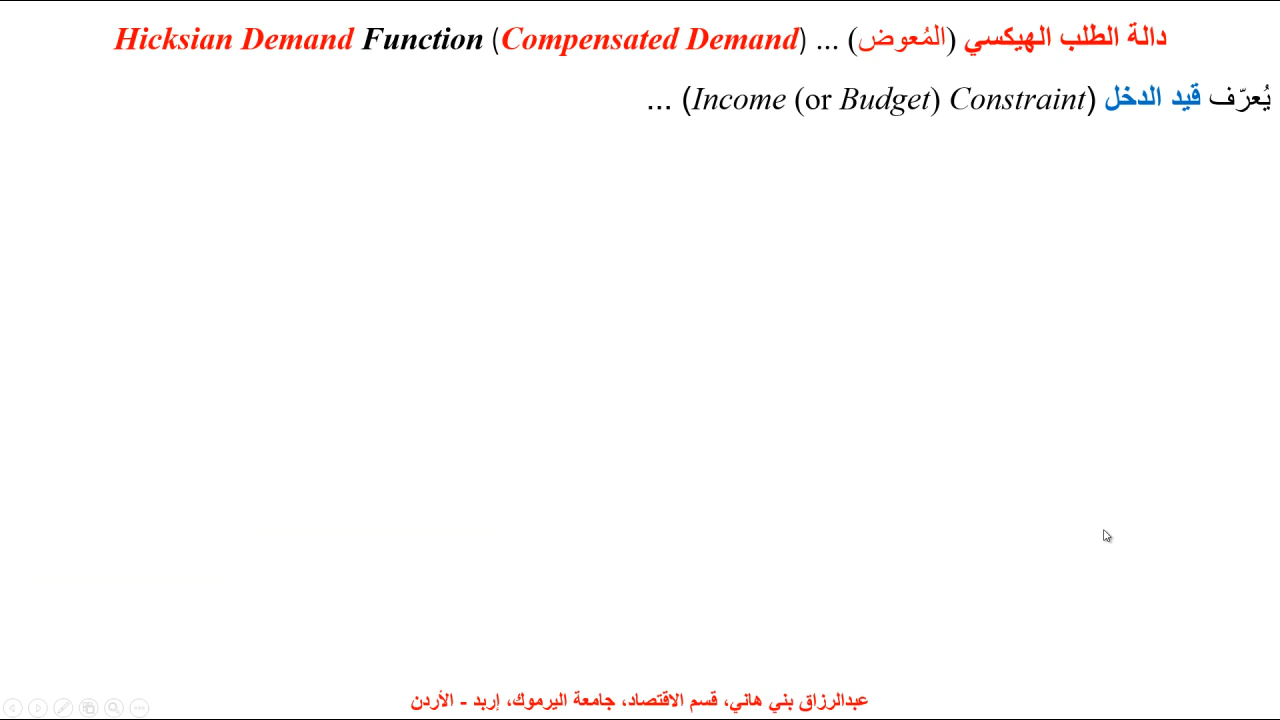 دالة الطلب الهيكسي (المُعوض) ... Hicksian Demand Function (Compensated Demand)
يُعرّف قيد الدخل (Income (or Budget) Constraint) ...
عبدالرزاق بني هاني، قسم الاقتصاد، جامعة اليرموك، إربد - الأردن